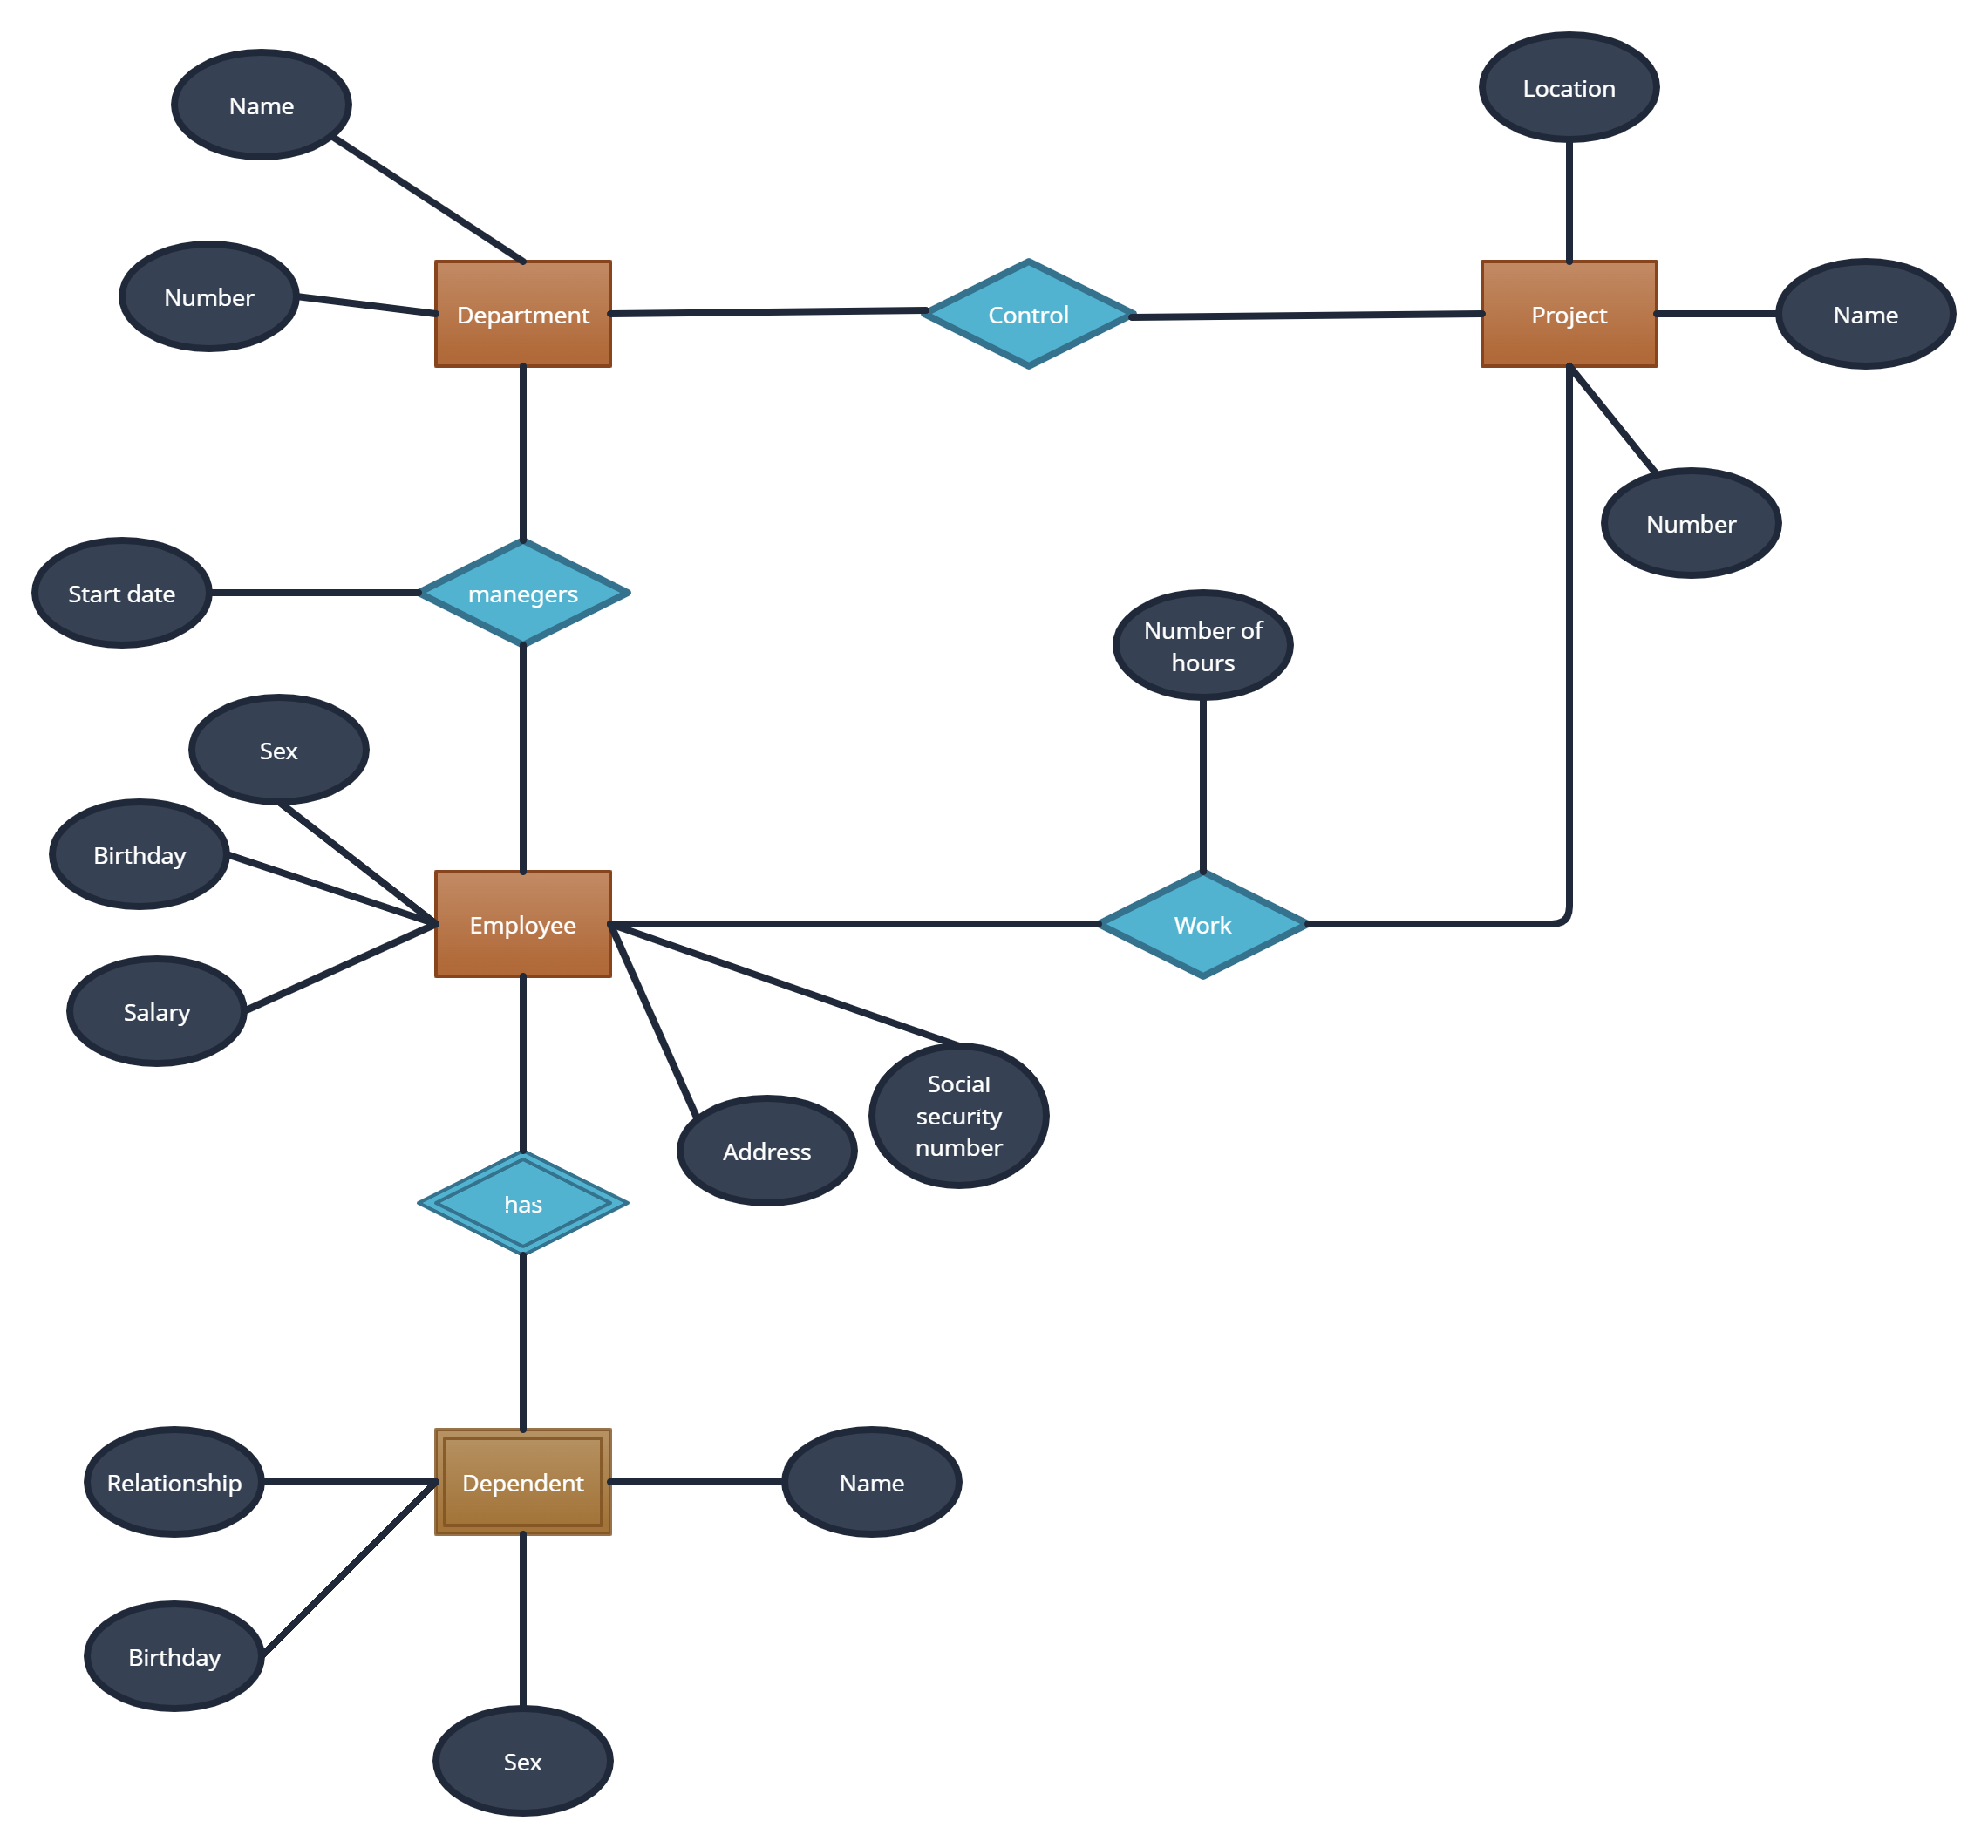 Location
Name
Number
Department
Control
Project
Name
Number
Start date
manegers
Number of
hours
Sex
Birthday
Employee
Work
Salary
Social
security
number
Address
has
Relationship
Dependent
Name
Birthday
Sex